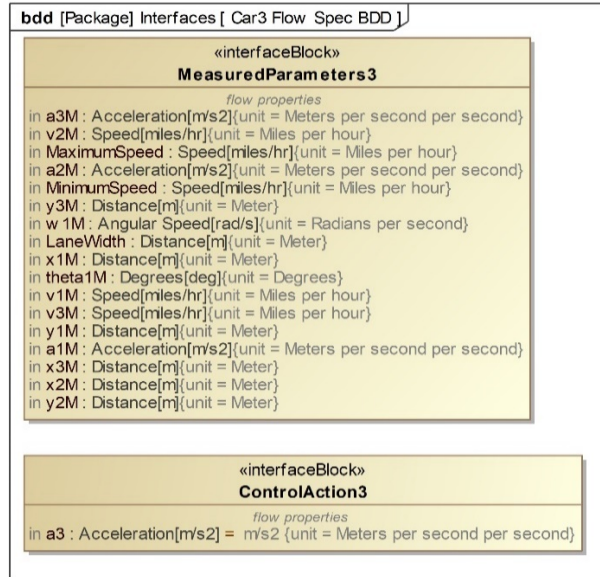 bdd [Package] Interfaces [ Car3 Flow Spec BDD ]
«interfaceBlock»
MeasuredParameters3
flow properties
in a3M : Acceleration[m/s2]{unit = Meters per second per second}
in v2M : Speed[miles/hr]{unit = Miles per hour}
in MaximumSpeed : Speed[miles/hr]{unit = Miles per hour}
in a2M : Acceleration[m/s2]{unit = Meters per second per second}
in MinimumSpeed : Speed[miles/hr]{unit = Miles per hour}
in y3M : Distance[m]{unit = Meter}
in w 1M : Angular Speed[rad/s]{unit = Radians per second}
in LaneWidth : Distance[m]{unit = Meter}
in x1M : Distance[m]{unit = Meter}
in theta1M : Degrees[deg]{unit = Degrees}
in v1M : Speed[miles/hr]{unit = Miles per hour}
in v3M : Speed[miles/hr]{unit = Miles per hour}
in y1M : Distance[m]{unit = Meter}
in a1M : Acceleration[m/s2]{unit = Meters per second per second}
in x3M : Distance[m]{unit = Meter}
in x2M : Distance[m]{unit = Meter}
in y2M : Distance[m]{unit = Meter}
«interfaceBlock»
ControlAction3
flow properties
in a3 : Acceleration[m/s2] = m/s2 {unit = Meters per second per second}